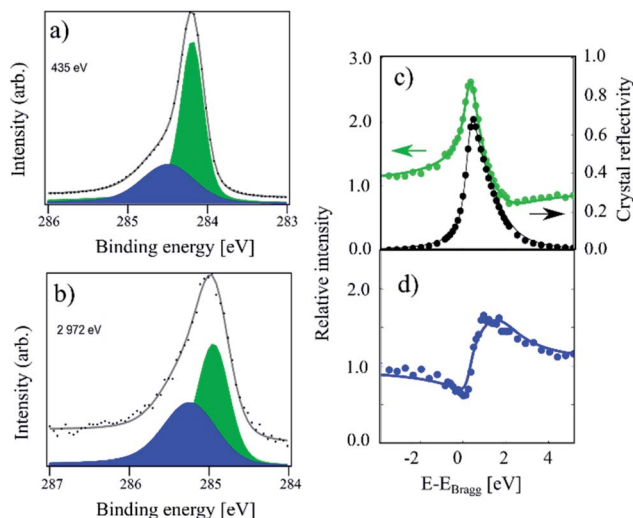 a)
435 eV
Intensity (arb.)
286 285 284 283
Binding energy [eV]
b)
2 972 eV
Intensity (arb.)
287 286 285 284
Binding energy [eV]
c)
3.0
2.0
1.0
0.0
1.0
0.8
0.6
0.4
0.2
0.0
Crystal reflectivity
Relative intensity
d)
2.0
1.0
0.0
-2 0 2 4
E-EBragg [eV]